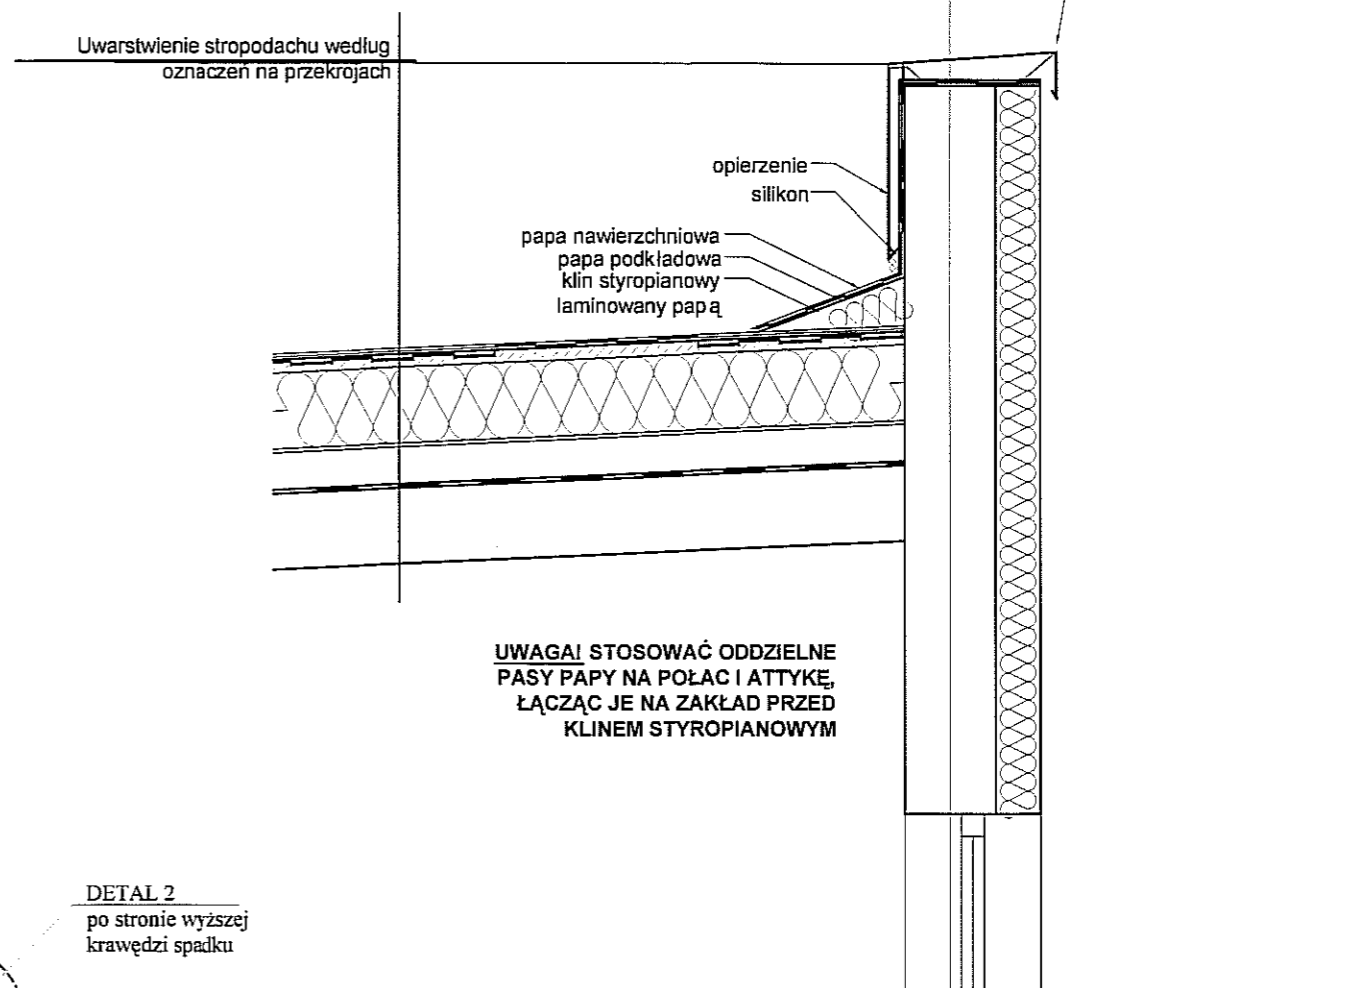 Uwarstwienie stropodachu według
oznaczeń na przekrojach
opierzenie
silikon
papa nawierzchniowa
papa podkładowa
klin styropianowy
laminowany papą
UWAGA! STOSOWAĆ ODDZIELNE
PASY PAPY NA POŁAC I ATTYKĘ,
ŁĄCZĄC JE NA ZAKŁAD PRZED
KLINEM STYROPIANOWYM
DETAL 2
po stronie wyższej
krawędzi spadku